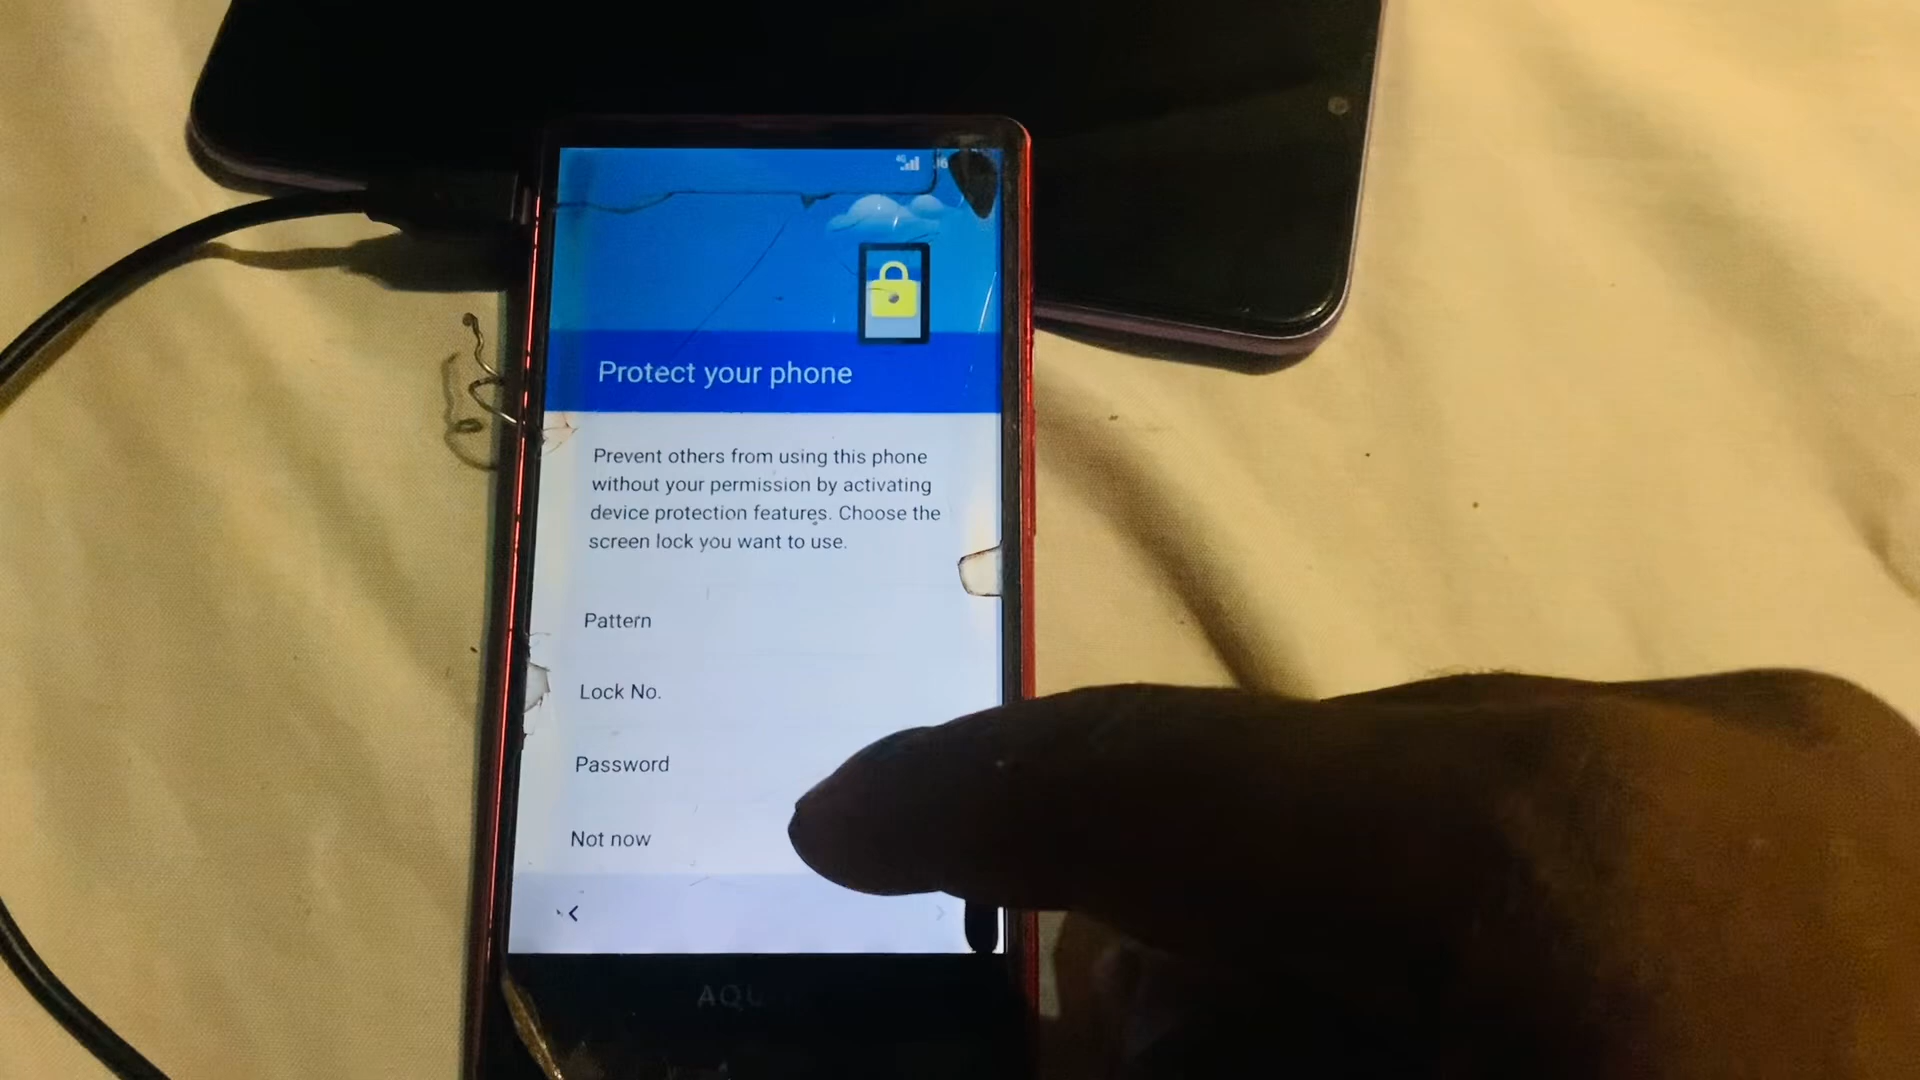 4G
Protect your phone
Prevent others from using this phone
without your permission by activating
device protection features. Choose the
screen lock you want to use.
Pattern
Lock No.
Password
Not now
AQU